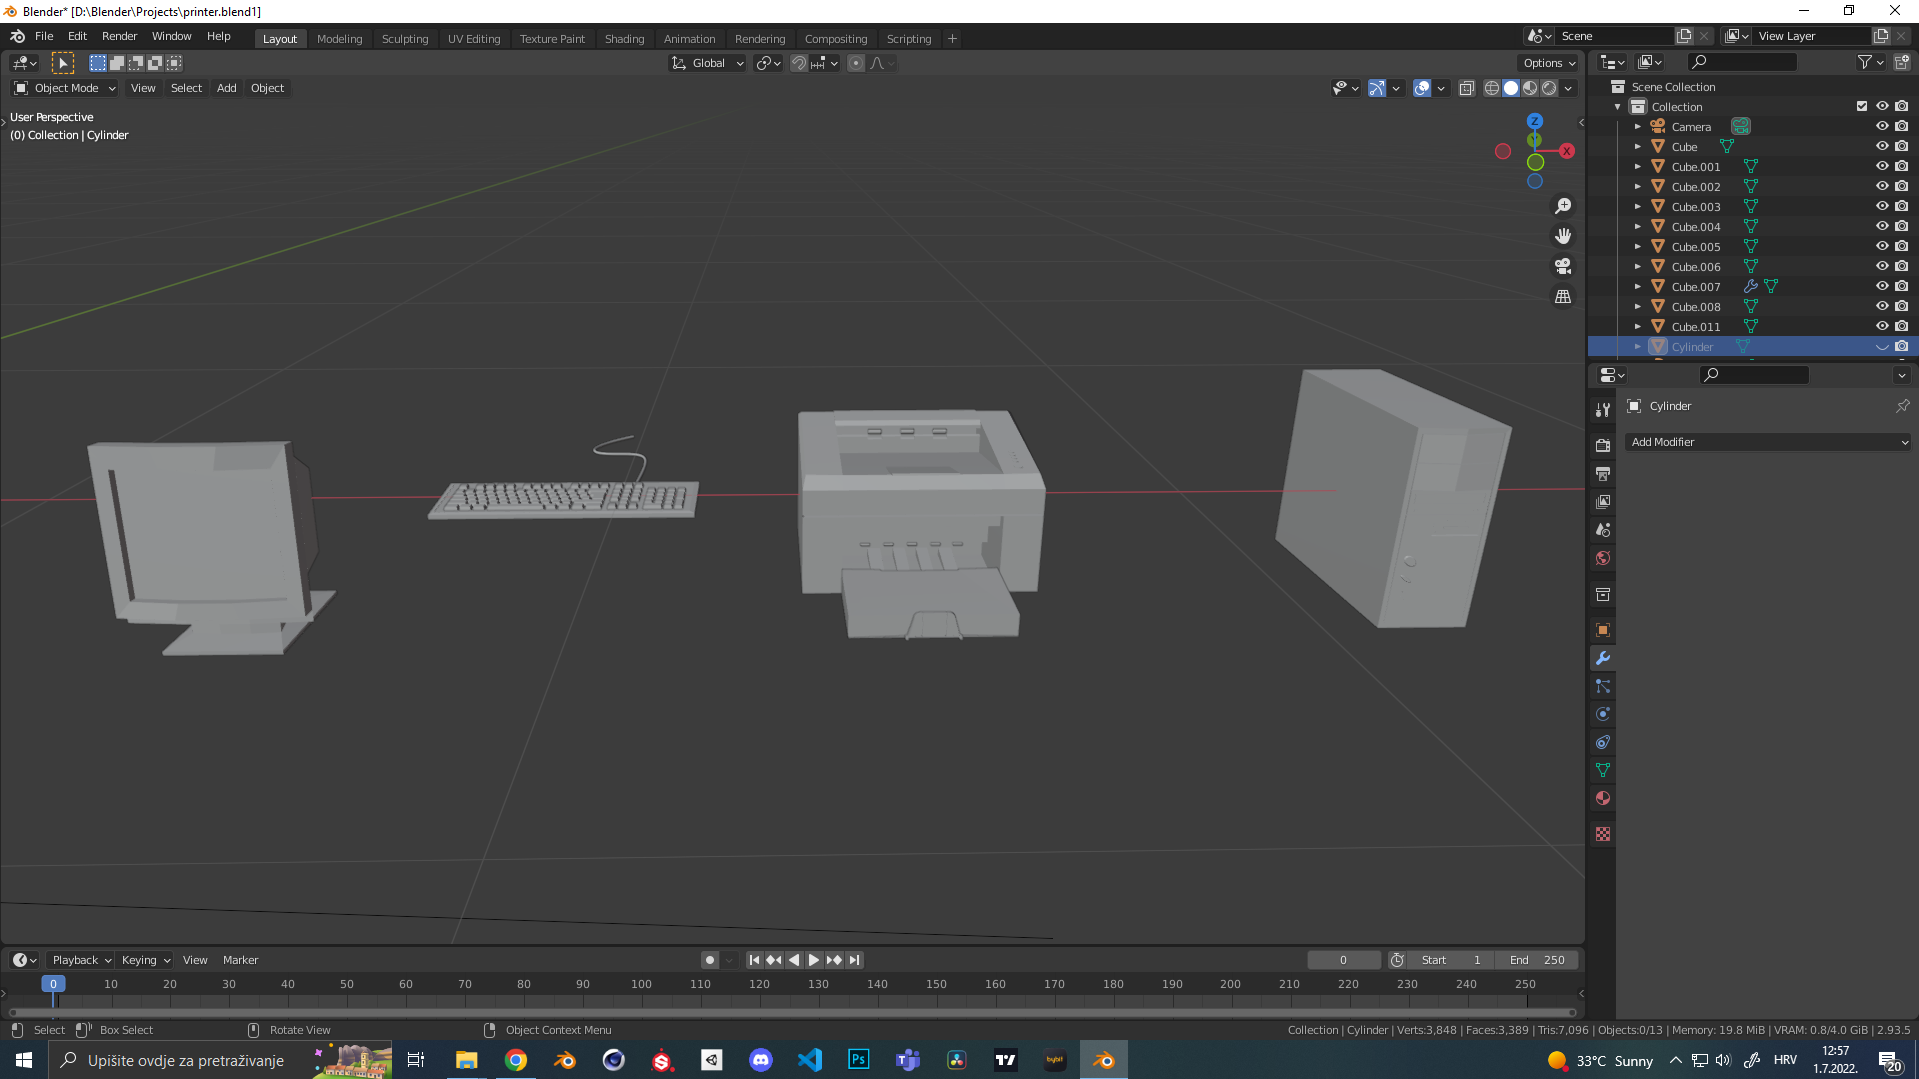 Blender* [D:\Blender\Projects\printer.blend1]
File Edit Render Window Help Layout Modeling Sculpting UV Editing Texture Paint Shading Animation Rendering Compositing Scripting Scene View Layer
Global Options
Object Mode View Select Add Object
User Perspective
(0) Collection | Cylinder
Z
X
Scene Collection
Collection
Camera
Cube
Cube.001
Cube.002
Cube.003
Cube.004
Cube.005
Cube.006
Cube.007
Cube.008
Cube.011
Cylinder
Cylinder
Add Modifier
Playback Keying View Marker 0 Start 1 End 250
0 10 20 30 40 50 60 70 80 90 100 110 120 130 140 150 160 170 180 190 200 210 220 230 240 250
Select Box Select Rotate View Object Context Menu Collection | Cylinder | Verts:3,848 | Faces:3,389 | Tris:7,096 | Objects:0/13 | Memory: 19.8 MiB | VRAM: 0.8/4.0 GiB | 2.93.5
Upišite ovdje za pretraživanje Ps bybit 33°C Sunny HRV 12:57
1.7.2022. 20